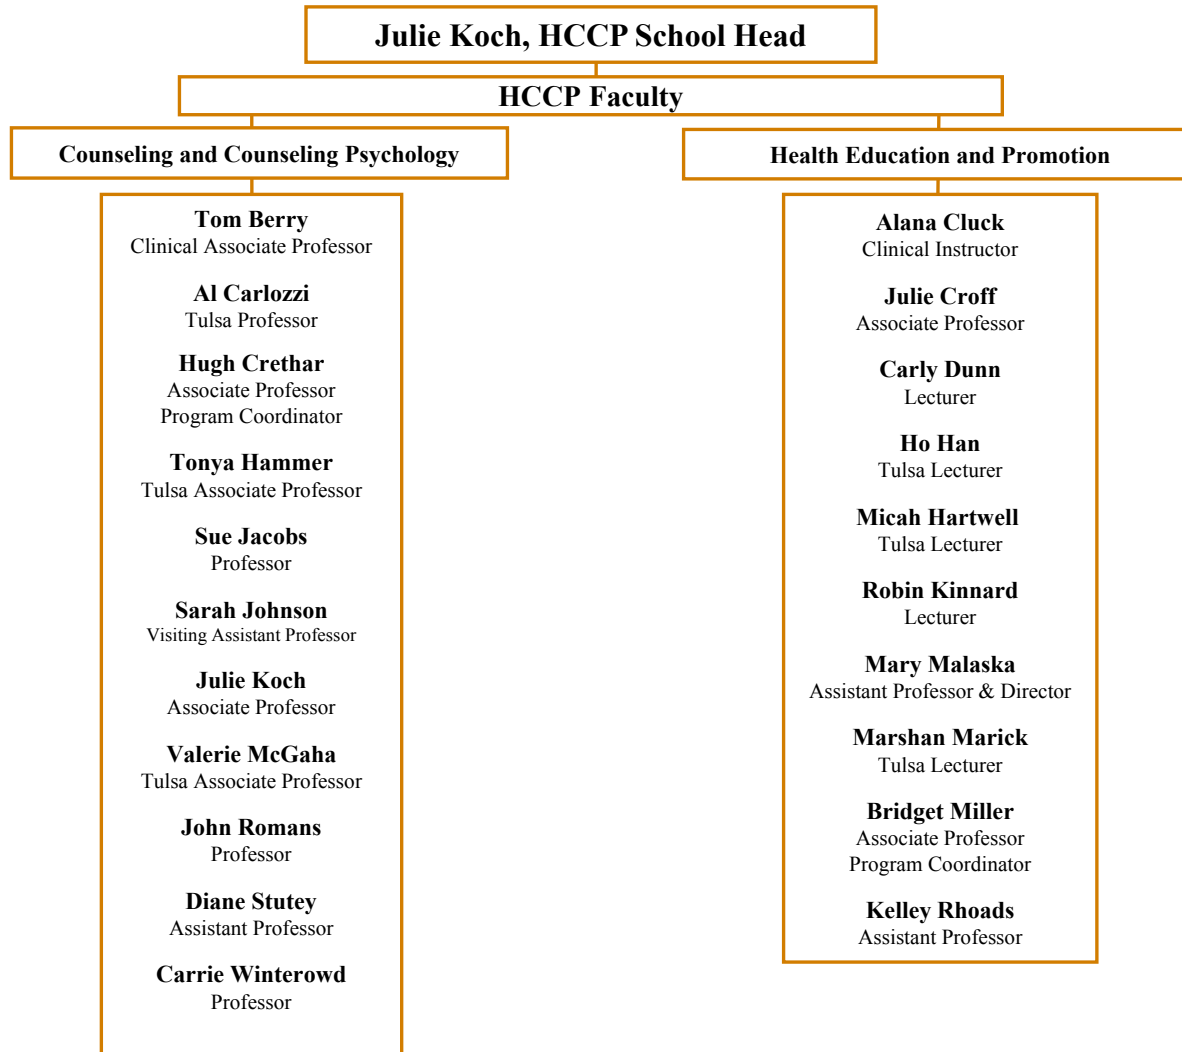 Julie Koch, HCCP School Head
HCCP Faculty
Counseling and Counseling Psychology
Tom Berry
Clinical Associate Professor
Al Carlozzi
Tulsa Professor
Hugh Crethar
Associate Professor
Program Coordinator
Tonya Hammer
Tulsa Associate Professor
Sue Jacobs
Professor
Sarah Johnson
Visiting Assistant Professor
Julie Koch
Associate Professor
Valerie McGaha
Tulsa Associate Professor
John Romans
Professor
Diane Stutey
Assistant Professor
Carrie Winterowd
Professor
Health Education and Promotion
Alana Cluck
Clinical Instructor
Julie Croff
Associate Professor
Carly Dunn
Lecturer
Ho Han
Tulsa Lecturer
Micah Hartwell
Tulsa Lecturer
Robin Kinnard
Lecturer
Mary Malaska
Assistant Professor & Director
Marshan Marick
Tulsa Lecturer
Bridget Miller
Associate Professor
Program Coordinator
Kelley Rhoads
Assistant Professor